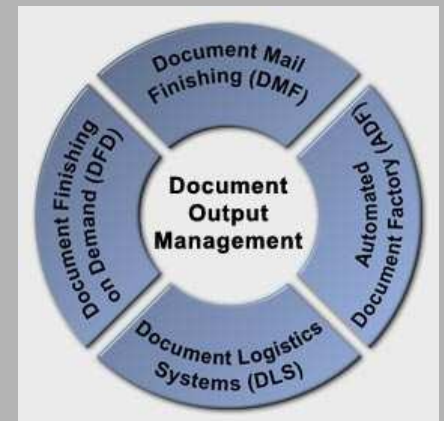 Document Mail
Finishing (DMF)
Automated
Document Factory (ADF)
Document Logistics
Systems (DLS)
Document Finishing
on Demand (DFD)
Document
Output
Management